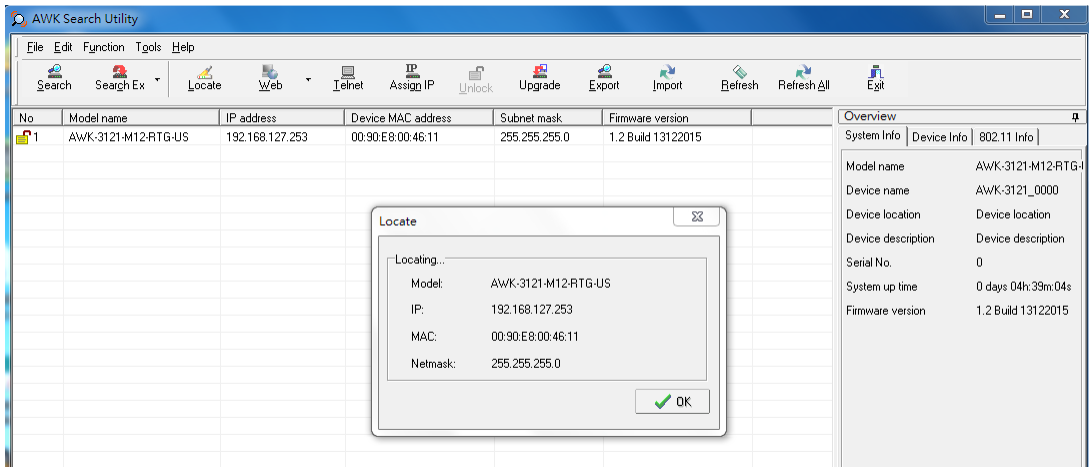 AWK Search Utility
File Edit Function Tools Help
Search Search Ex Locate Web Telnet Assign IP Unlock Upgrade Export Import Refresh Refresh All Exit
No Model name IP address Device MAC address Subnet mask Firmware version
1 AWK-3121-M12-RTG-US 192.168.127.253 00:90:E8:00:46:11 255.255.255.0 1.2 Build 13122015
Overview
System Info Device Info 802.11 Info
Model name AWK-3121-M12-RTG-
Device name AWK-3121_0000
Device location Device location
Device description Device description
Serial No. 0
System up time 0 days 04h:39m:04s
Firmware version 1.2 Build 13122015
Locate
Locating...
Model: AWK-3121-M12-RTG-US
IP: 192.168.127.253
MAC: 00:90:E8:00:46:11
Netmask: 255.255.255.0
OK